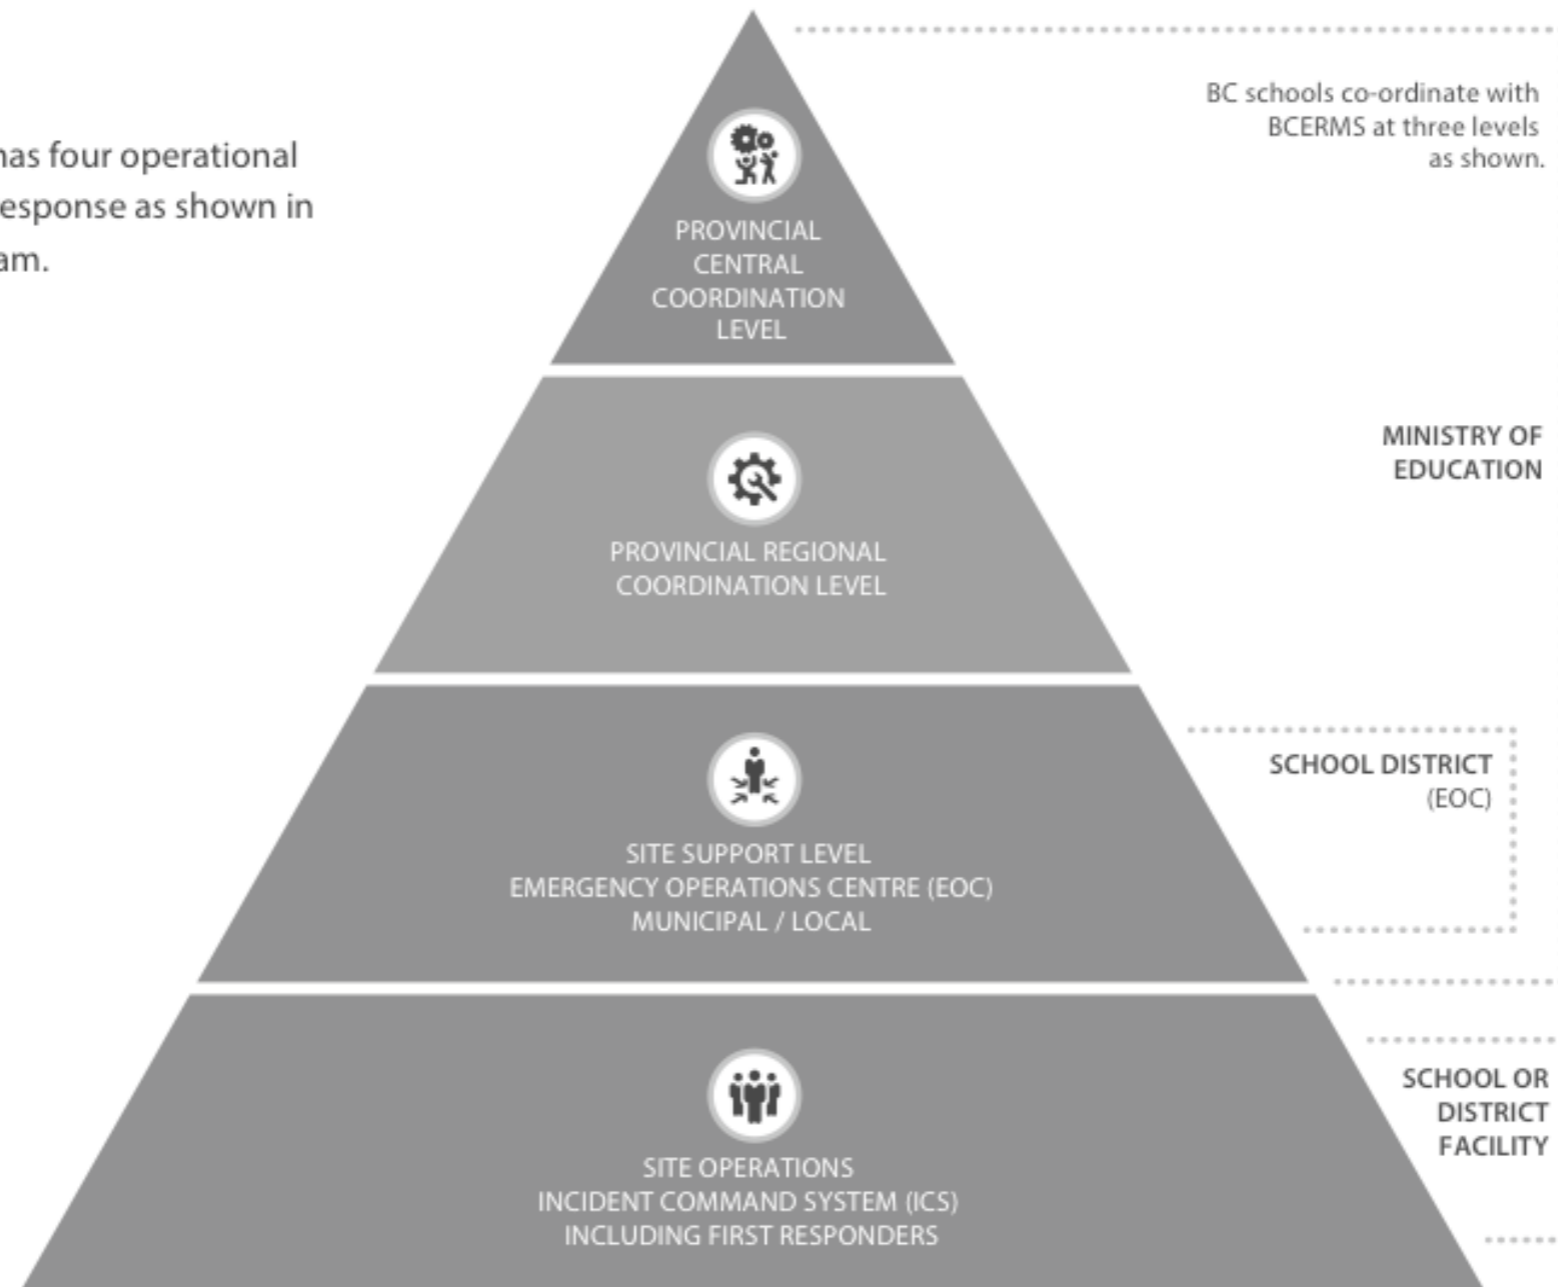 has four operational
response as shown in
am.
BC schools co-ordinate with
BCERMS at three levels
as shown.
PROVINCIAL
CENTRAL
COORDINATION
LEVEL
MINISTRY OF
EDUCATION
PROVINCIAL REGIONAL
COORDINATION LEVEL
SCHOOL DISTRICT
(EOC)
SITE SUPPORT LEVEL
EMERGENCY OPERATIONS CENTRE (EOC)
MUNICIPAL / LOCAL
SCHOOL OR
DISTRICT
FACILITY
SITE OPERATIONS
INCIDENT COMMAND SYSTEM (ICS)
INCLUDING FIRST RESPONDERS